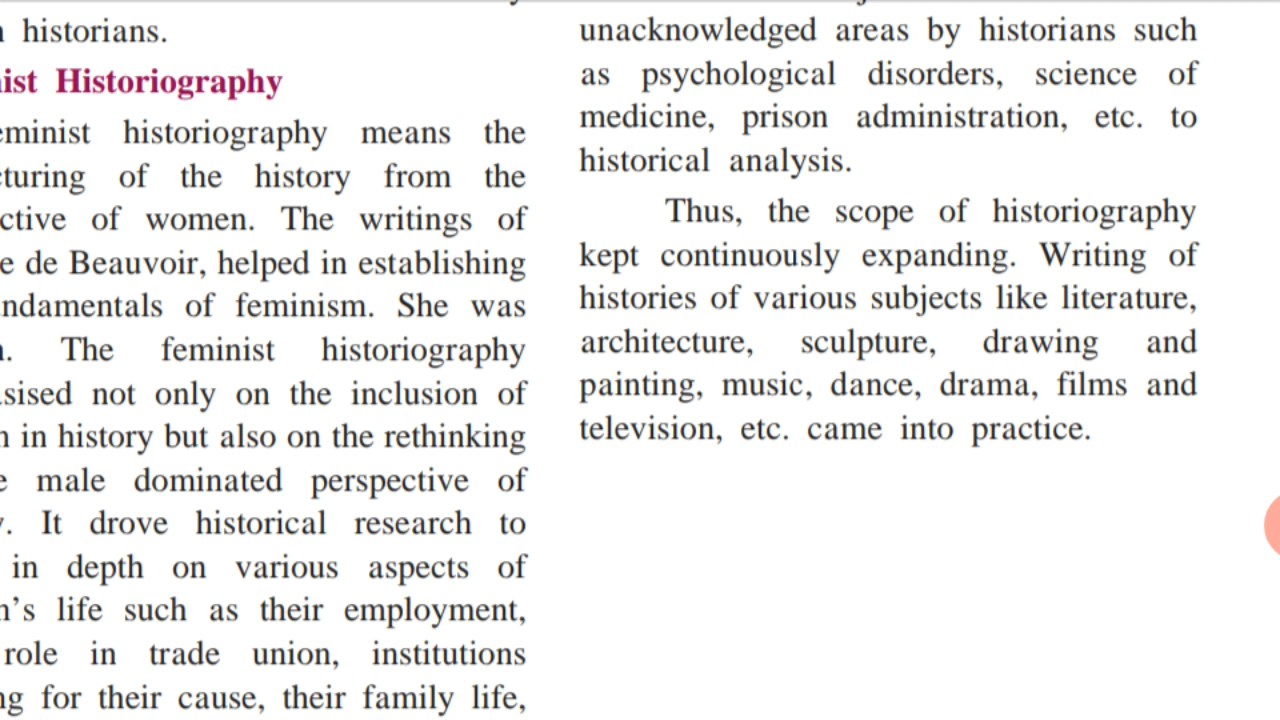 historians.
ist Historiography
eminist historiography means the
turing of the history from the
ctive of women. The writings of
e de Beauvoir, helped in establishing
ndamentals of feminism. She was
. The feminist historiography
sised not only on the inclusion of
in history but also on the rethinking
e male dominated perspective of
. It drove historical research to
in depth on various aspects of
n's life such as their employment,
role in trade union, institutions
ng for their cause, their family life,
unacknowledged areas by historians such
as psychological disorders, science of
medicine, prison administration, etc. to
historical analysis.
Thus, the scope of historiography
kept continuously expanding. Writing of
histories of various subjects like literature,
architecture, sculpture, drawing and
painting, music, dance, drama, films and
television, etc. came into practice.